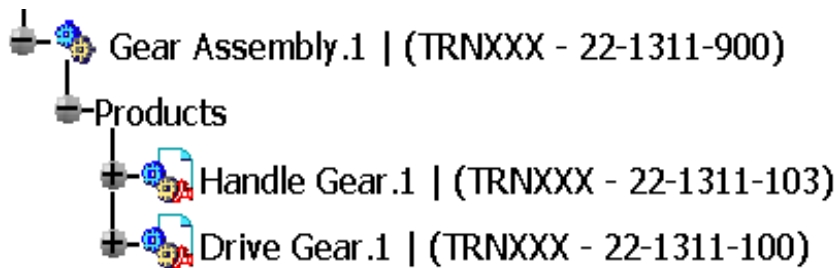 Gear Assembly.1 | (TRNXXX - 22-1311-900)
Products
Handle Gear.1 | (TRNXXX - 22-1311-103)
Drive Gear.1 | (TRNXXX - 22-1311-100)